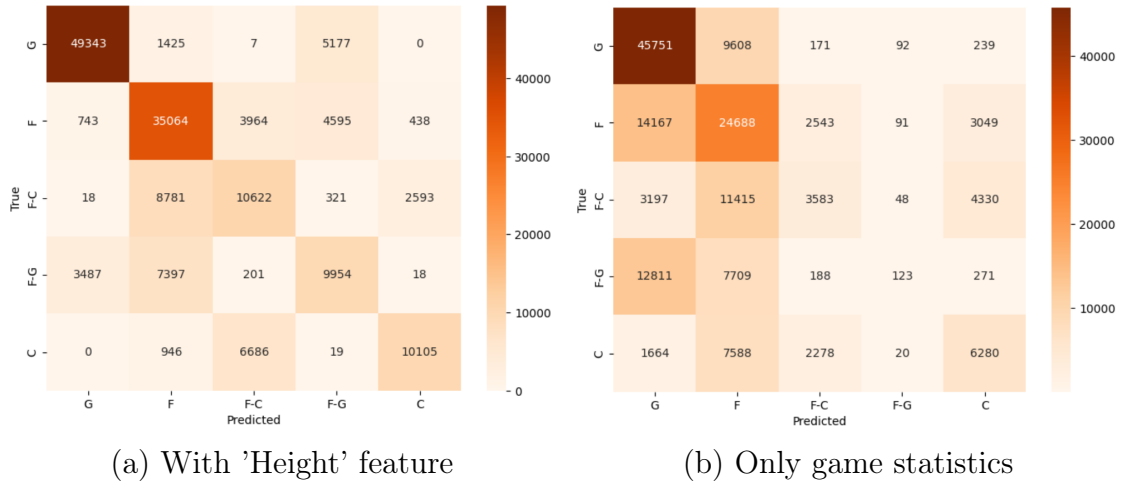 G 49343 1425 7 5177 0
F 743 35064 3964 4595 438
F-C 18 8781 10622 321 2593
F-G 3487 7397 201 9954 18
C 0 946 6686 19 10105
True
G F F-C F-G C
Predicted
40000
30000
20000
10000
0
(a) With 'Height' feature
G 45751 9608 171 92 239
F 14167 24688 2543 91 3049
F-C 3197 11415 3583 48 4330
F-G 12811 7709 188 123 271
C 1664 7588 2278 20 6280
True
G F F-C F-G C
Predicted
40000
30000
20000
10000
(b) Only game statistics